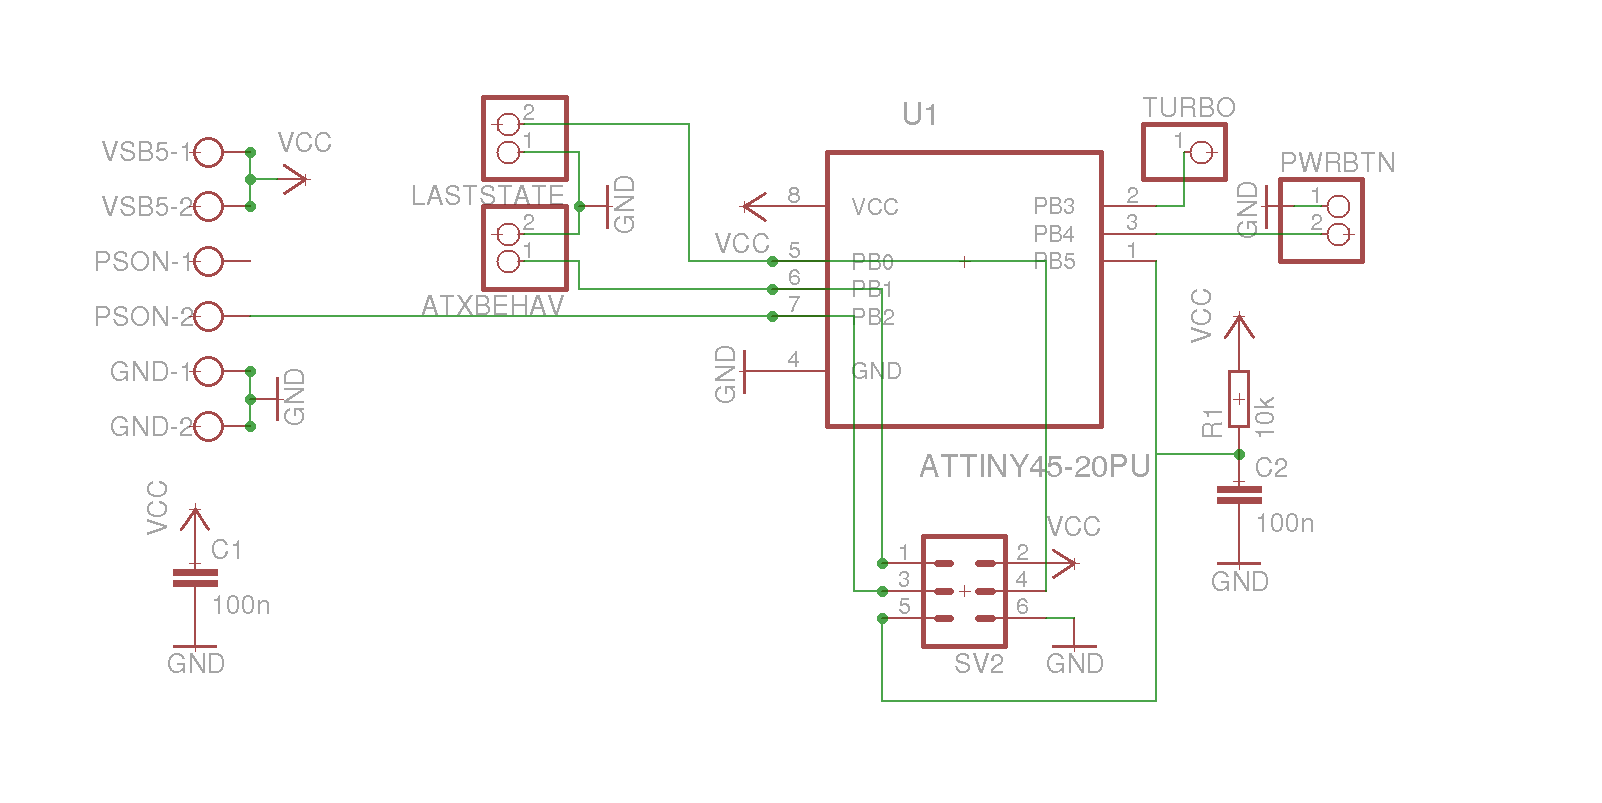 VSB5-1
VCC
VSB5-2
PSON-1
PSON-2
GND-1
GND
GND-2
VCC
C1
100n
GND
2
1
LASTSTATE
GND
2
1
ATXBEHAV
U1
8
VCC
VCC
5
PB0
6
PB1
7
PB2
GND
4
GND
PB3
2
PB4
3
PB5
1
ATTINY45-20PU
TURBO
1
PWRBTN
GND
1
2
VCC
R1
10k
C2
100n
GND
VCC
1
2
3
4
5
6
SV2
GND